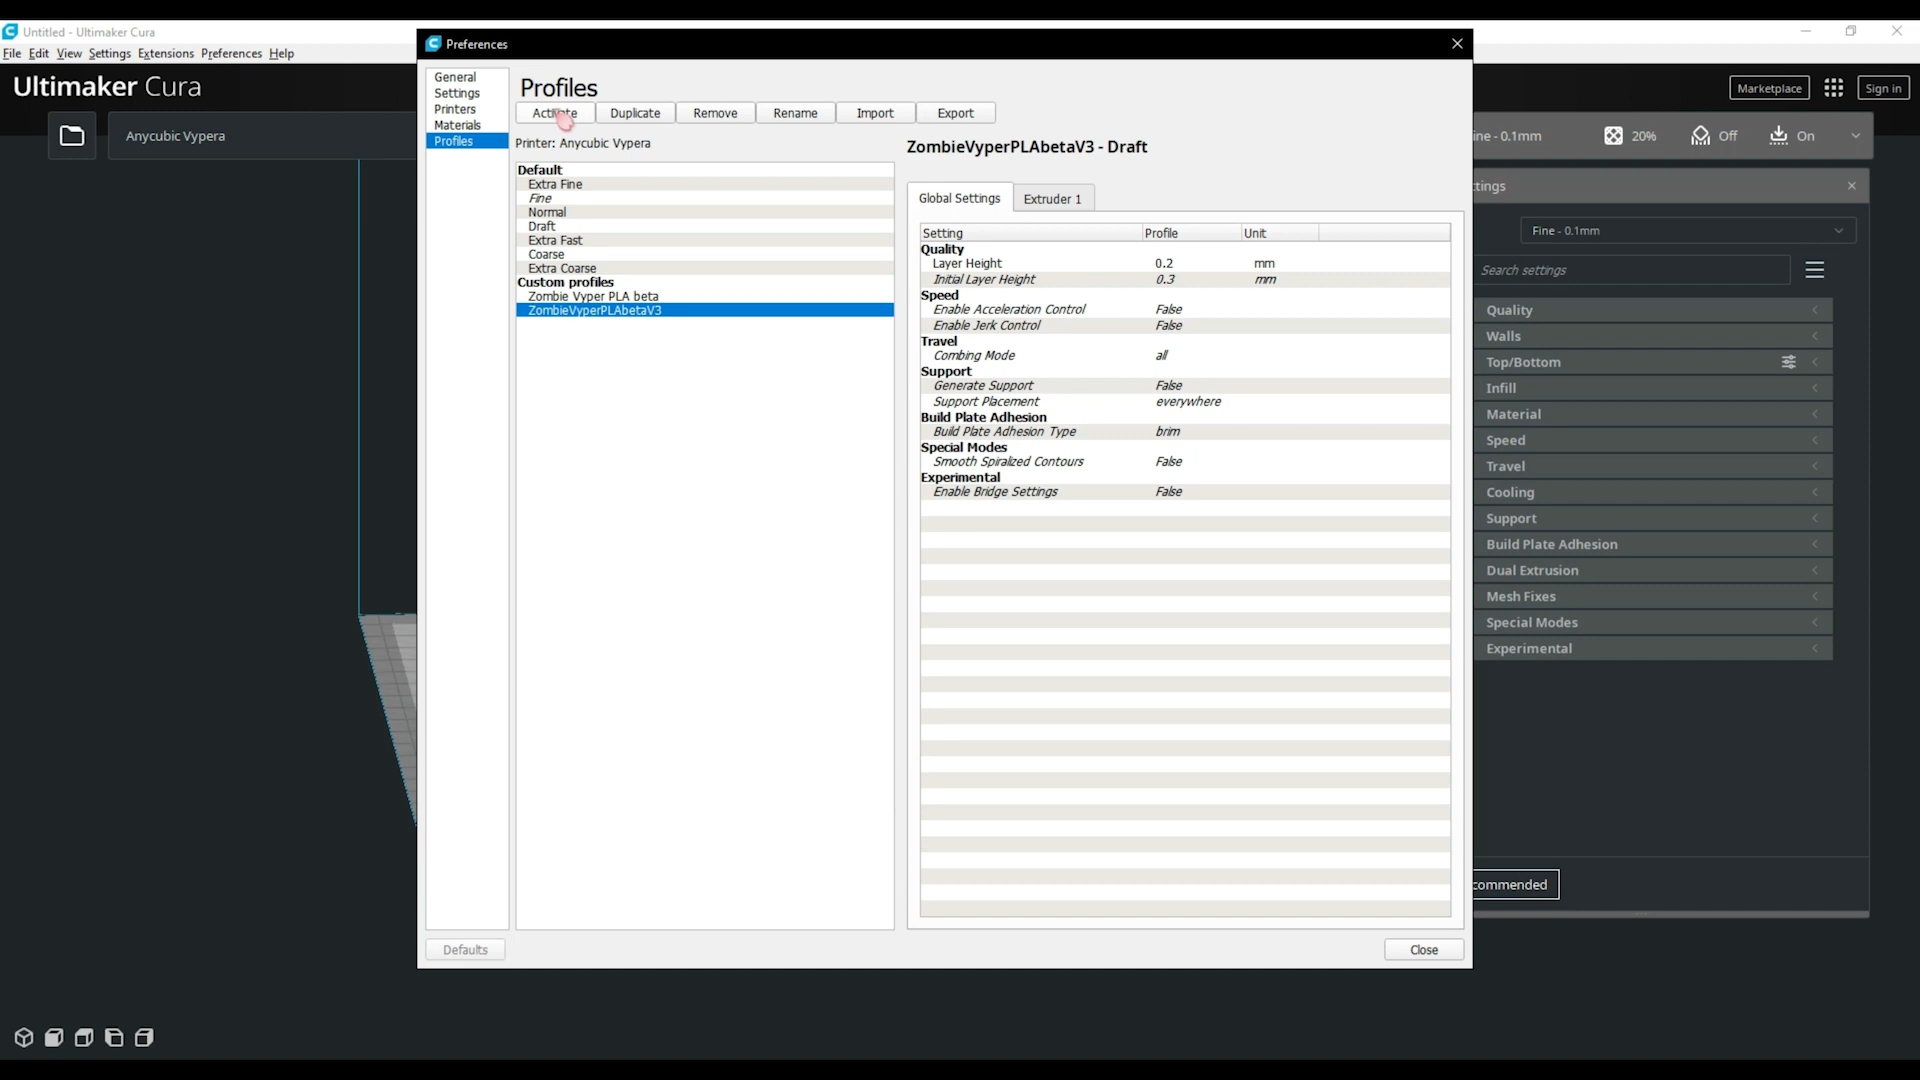 Untitled - Ultimaker Cura
File Edit View Settings Extensions Preferences Help
Ultimaker Cura
Marketplace
Sign in
Anycubic Vypera
ine - 0.1mm
20%
Off
On
tings
Fine - 0.1mm
Search settings
Quality
Walls
Top/Bottom
Infill
Material
Speed
Travel
Cooling
Support
Build Plate Adhesion
Dual Extrusion
Mesh Fixes
Special Modes
Experimental
commended
Preferences
General
Settings
Printers
Materials
Profiles
Profiles
Activate Duplicate Remove Rename Import Export
Printer: Anycubic Vypera
Default
Extra Fine
Fine
Normal
Draft
Extra Fast
Coarse
Extra Coarse
Custom profiles
Zombie Vyper PLA beta
ZombieVyperPLAbetaV3
ZombieVyperPLAbetaV3 - Draft
Global Settings Extruder 1
Setting Profile Unit
Quality
Layer Height 0.2 mm
Initial Layer Height 0.3 mm
Speed
Enable Acceleration Control False
Enable Jerk Control False
Travel
Combing Mode all
Support
Generate Support False
Support Placement everywhere
Build Plate Adhesion
Build Plate Adhesion Type brim
Special Modes
Smooth Spiralized Contours False
Experimental
Enable Bridge Settings False
Defaults
Close